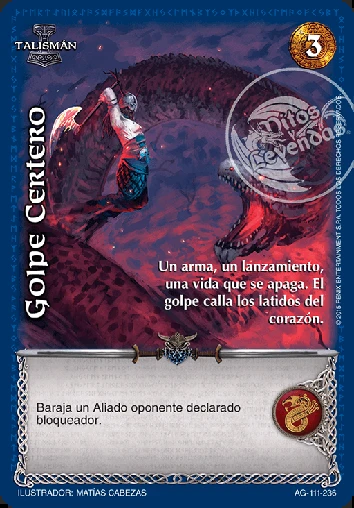 TALISMÁN
3
Mitos
Leyendas
Golpe Certero
Un arma, un lanzamiento,
una vida que se apaga. El
golpe calla los latidos del
corazón.
Baraja un Aliado oponente declarado
bloqueador.
ILUSTRADOR: MATÍAS CABEZAS
AG-111-236